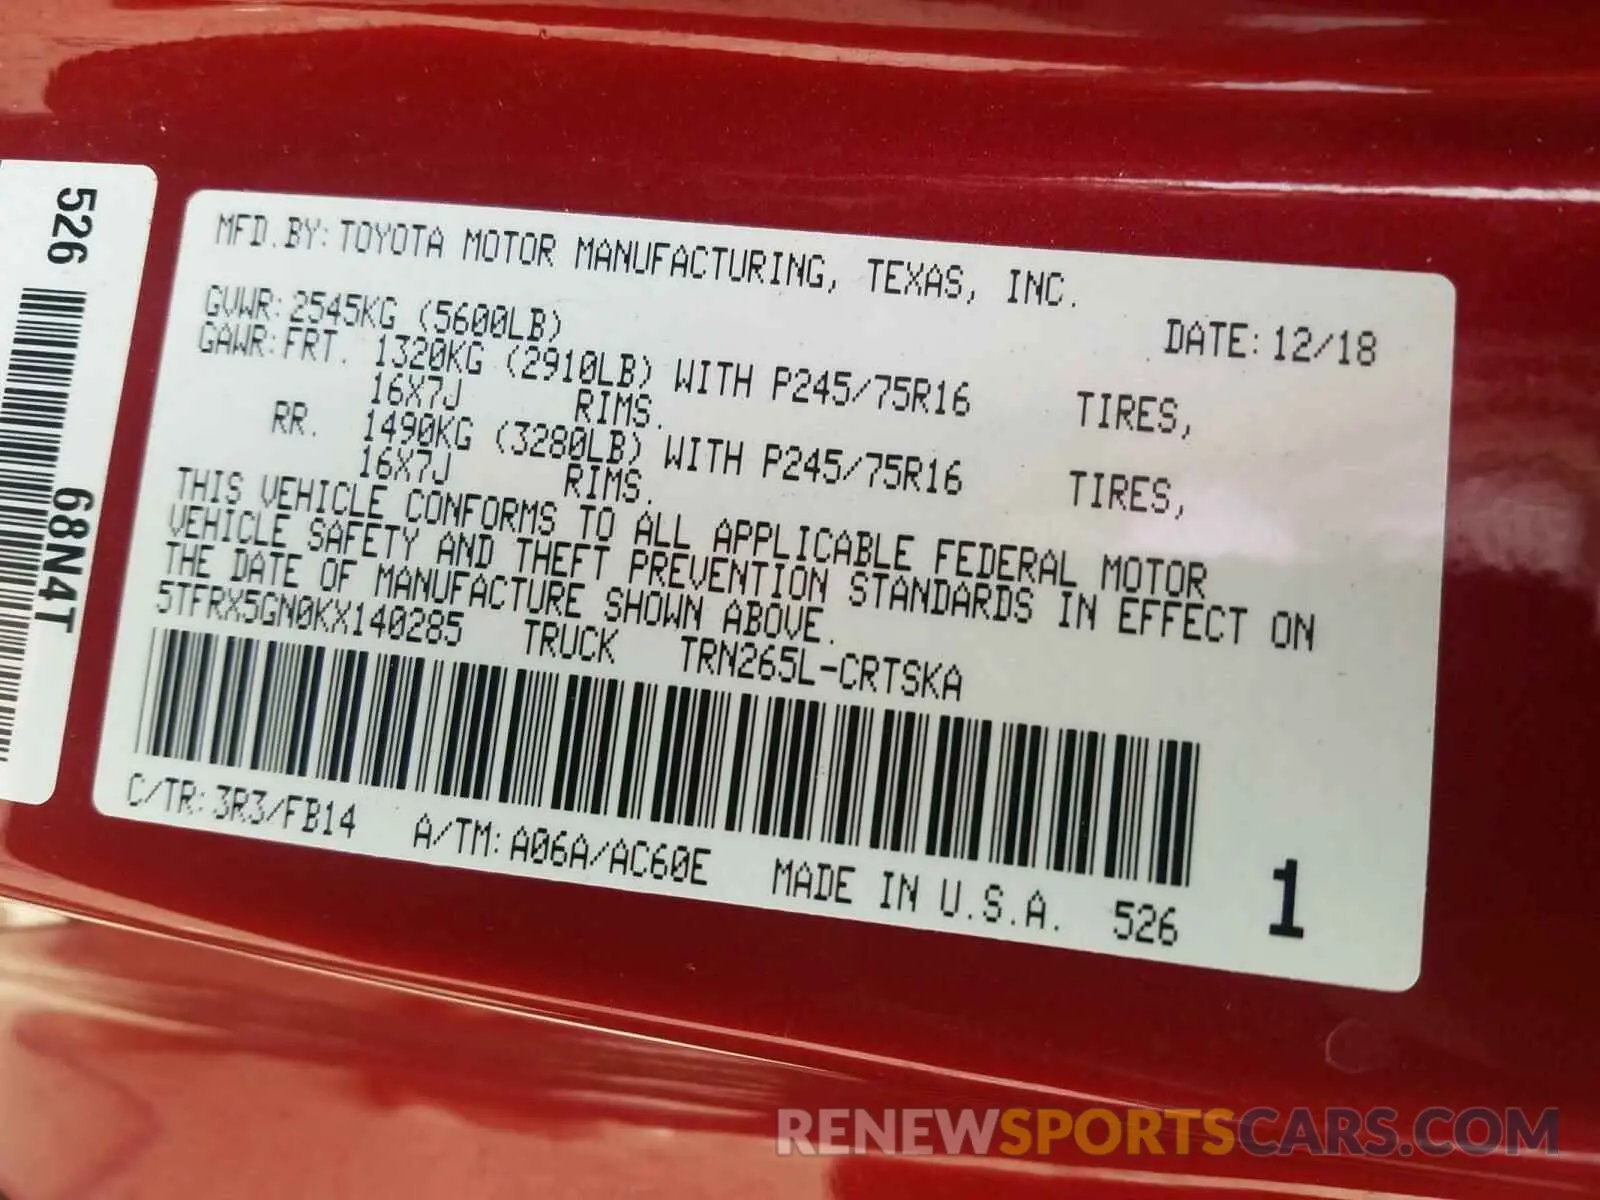 526
68N4T
MFD.BY:TOYOTA MOTOR MANUFACTURING, TEXAS, INC.
GVWR:2545KG (5600LB) DATE:12/18
GAWR:FRT. 1320KG (2910LB) WITH P245/75R16 TIRES,
16X7J RIMS.
RR. 1490KG (3280LB) WITH P245/75R16 TIRES,
16X7J RIMS.
THIS VEHICLE CONFORMS TO ALL APPLICABLE FEDERAL MOTOR
VEHICLE SAFETY AND THEFT PREVENTION STANDARDS IN EFFECT ON
THE DATE OF MANUFACTURE SHOWN ABOVE.
5TFRX5GN0KX140285 TRUCK TRN265L-CRTSKA
C/TR:3R3/FB14 A/TM:A06A/AC60E MADE IN U.S.A. 526 1
RENEWSPORTSCARS.COM